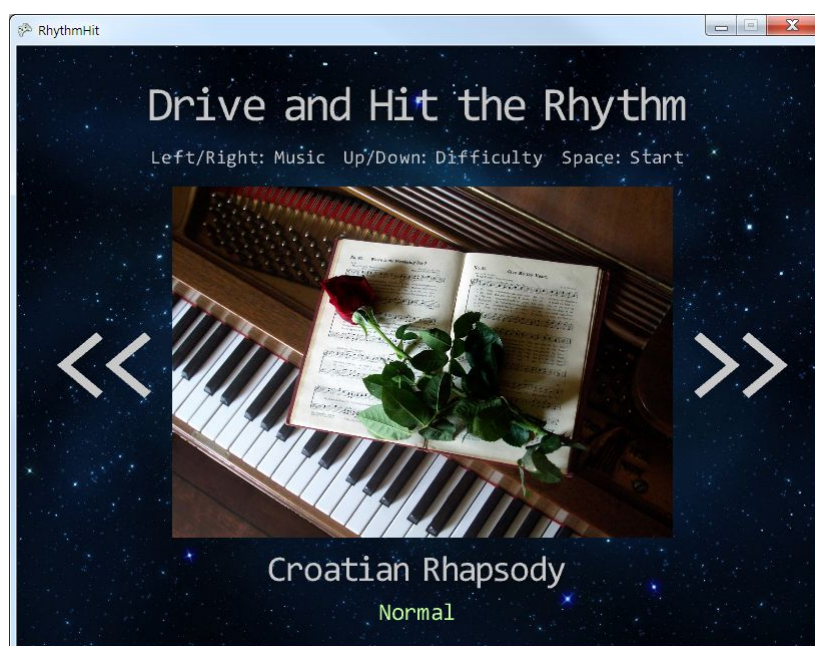 RhythmHit
Drive and Hit the Rhythm
Left/Right: Music Up/Down: Difficulty Space: Start
<< >>
Croatian Rhapsody
Normal